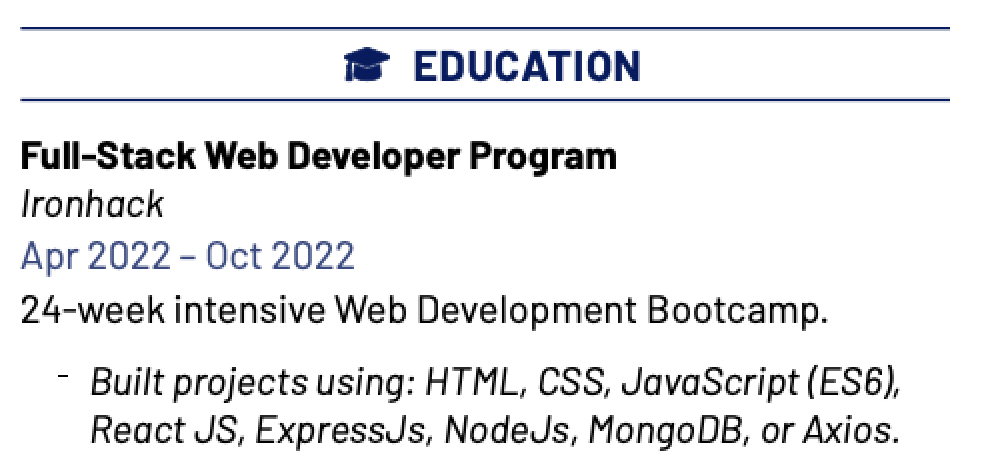 EDUCATION
Full-Stack Web Developer Program
Ironhack
Apr 2022 – Oct 2022
24-week intensive Web Development Bootcamp.
- Built projects using: HTML, CSS, JavaScript (ES6),
React JS, ExpressJs, NodeJs, MongoDB, or Axios.